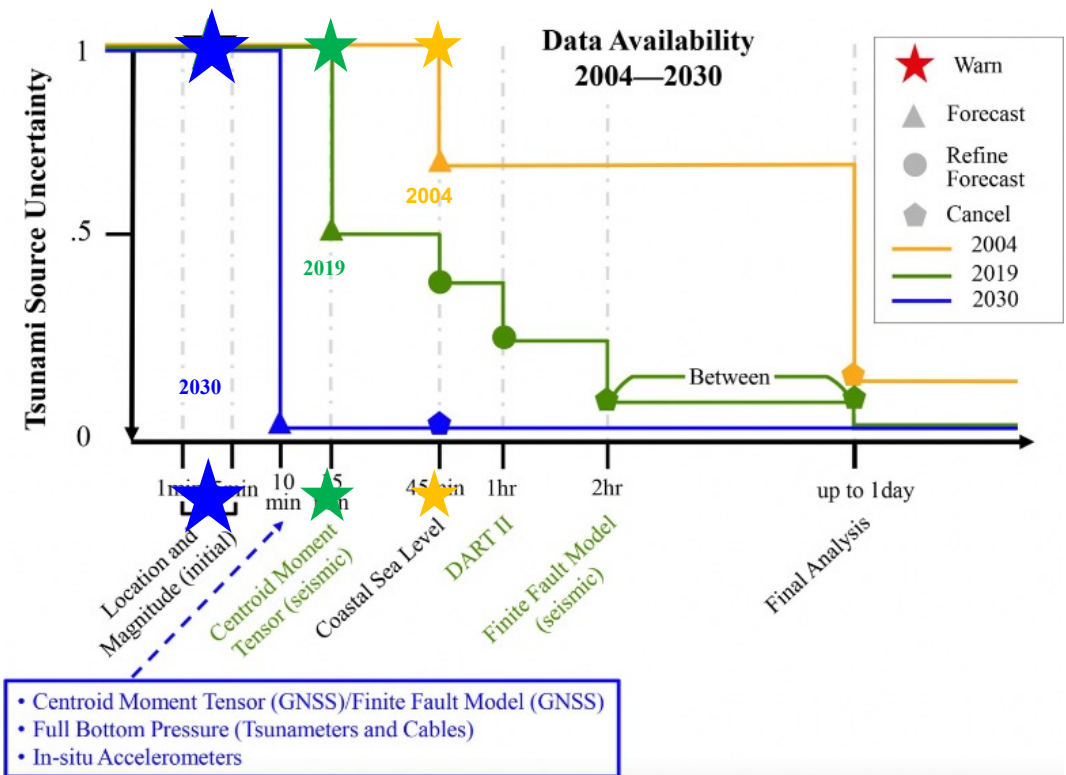 Data Availability
2004—2030
Tsunami Source Uncertainty
1
.5
0
2004
2019
2030
Between
Warn
Forecast
Refine
Forecast
Cancel
2004
2019
2030
10
min
1hr
2hr
up to 1day
Location and
Magnitude (initial)
Centroid Moment
Tensor (seismic)
Coastal Sea Level
DART II
Finite Fault Model
(seismic)
Final Analysis
• Centroid Moment Tensor (GNSS)/Finite Fault Model (GNSS)
• Full Bottom Pressure (Tsunameters and Cables)
• In-situ Accelerometers